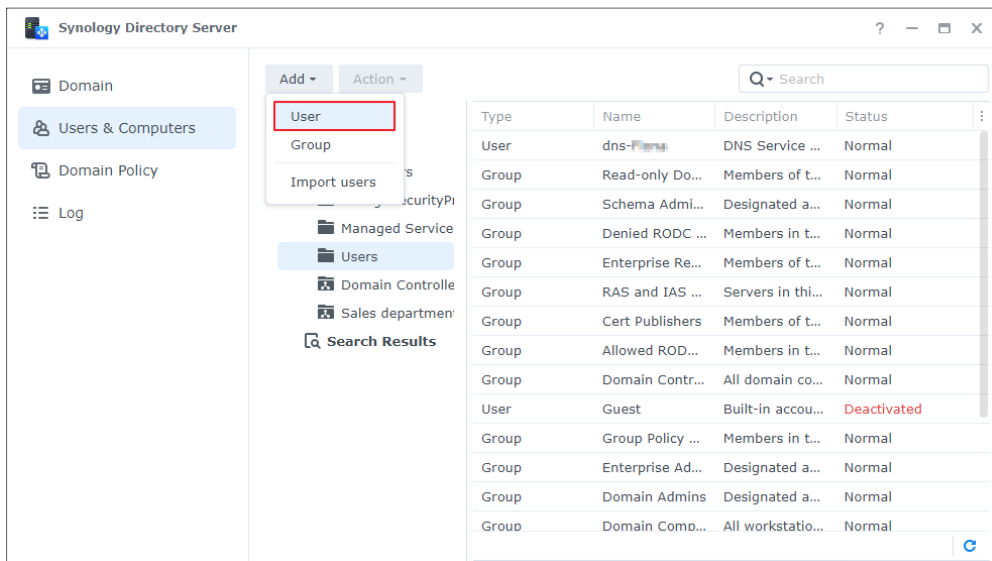 Synology Directory Server
?
Domain
Users & Computers
Domain Policy
Log
Add
Action
Search
User
Group
Import users
Managed Service
Users
Domain Controlle
Sales department
Search Results
Type Name Description Status
User dns- DNS Service ... Normal
Group Read-only Do... Members of t... Normal
Group Schema Admi... Designated a... Normal
Group Denied RODC ... Members in t... Normal
Group Enterprise Re... Members of t... Normal
Group RAS and IAS ... Servers in thi... Normal
Group Cert Publishers Members of t... Normal
Group Allowed ROD... Members in t... Normal
Group Domain Contr... All domain co... Normal
User Guest Built-in accou... Deactivated
Group Group Policy ... Members in t... Normal
Group Enterprise Ad... Designated a... Normal
Group Domain Admins Designated a... Normal
Group Domain Comp... All workstatio... Normal